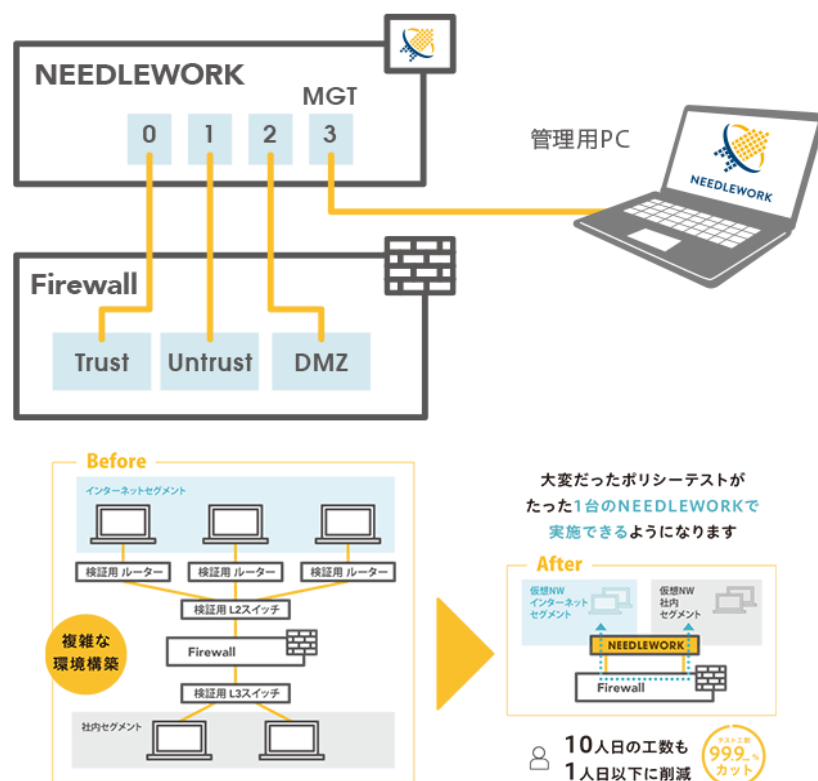 NEEDLEWORK
MGT
0 1 2 3
管理用PC
NEEDLEWORK
Firewall
Trust Untrust DMZ
Before
インターネットセグメント
検証用 ルーター 検証用 ルーター 検証用 ルーター
検証用 L2スイッチ
複雑な
環境構築
Firewall
検証用 L3スイッチ
社内セグメント
大変だったポリシーテストが
たった1台のNEEDLEWORKで
実施できるようになります
After
仮想NW
インターネット
セグメント
仮想NW
社内
セグメント
NEEDLEWORK
Firewall
10人日の工数も
1人日以下に削減
テスト工数
99.9%
カット